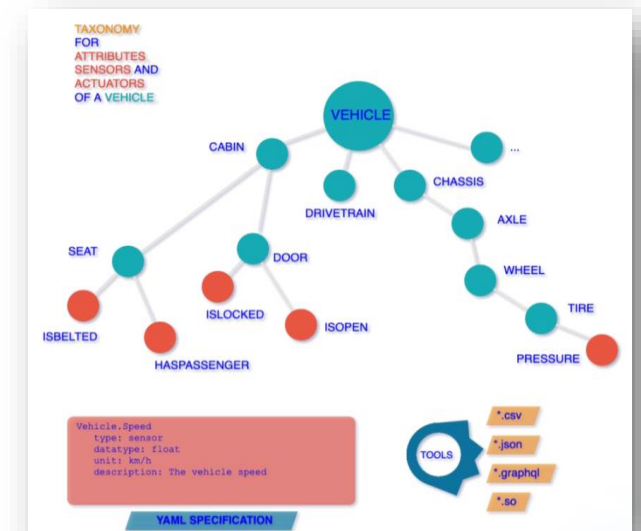 TAXONOMY
FOR
ATTRIBUTES
SENSORS AND
ACTUATORS
OF A VEHICLE
VEHICLE
CABIN
...
CHASSIS
DRIVETRAIN
AXLE
SEAT
DOOR
WHEEL
ISLOCKED
TIRE
ISBELTED
ISOPEN
HASPASSENGER
PRESSURE
Vehicle.Speed
type: sensor
datatype: float
unit: km/h
description: The vehicle speed
YAML SPECIFICATION
TOOLS
*.csv
*.json
*.graphql
*.so